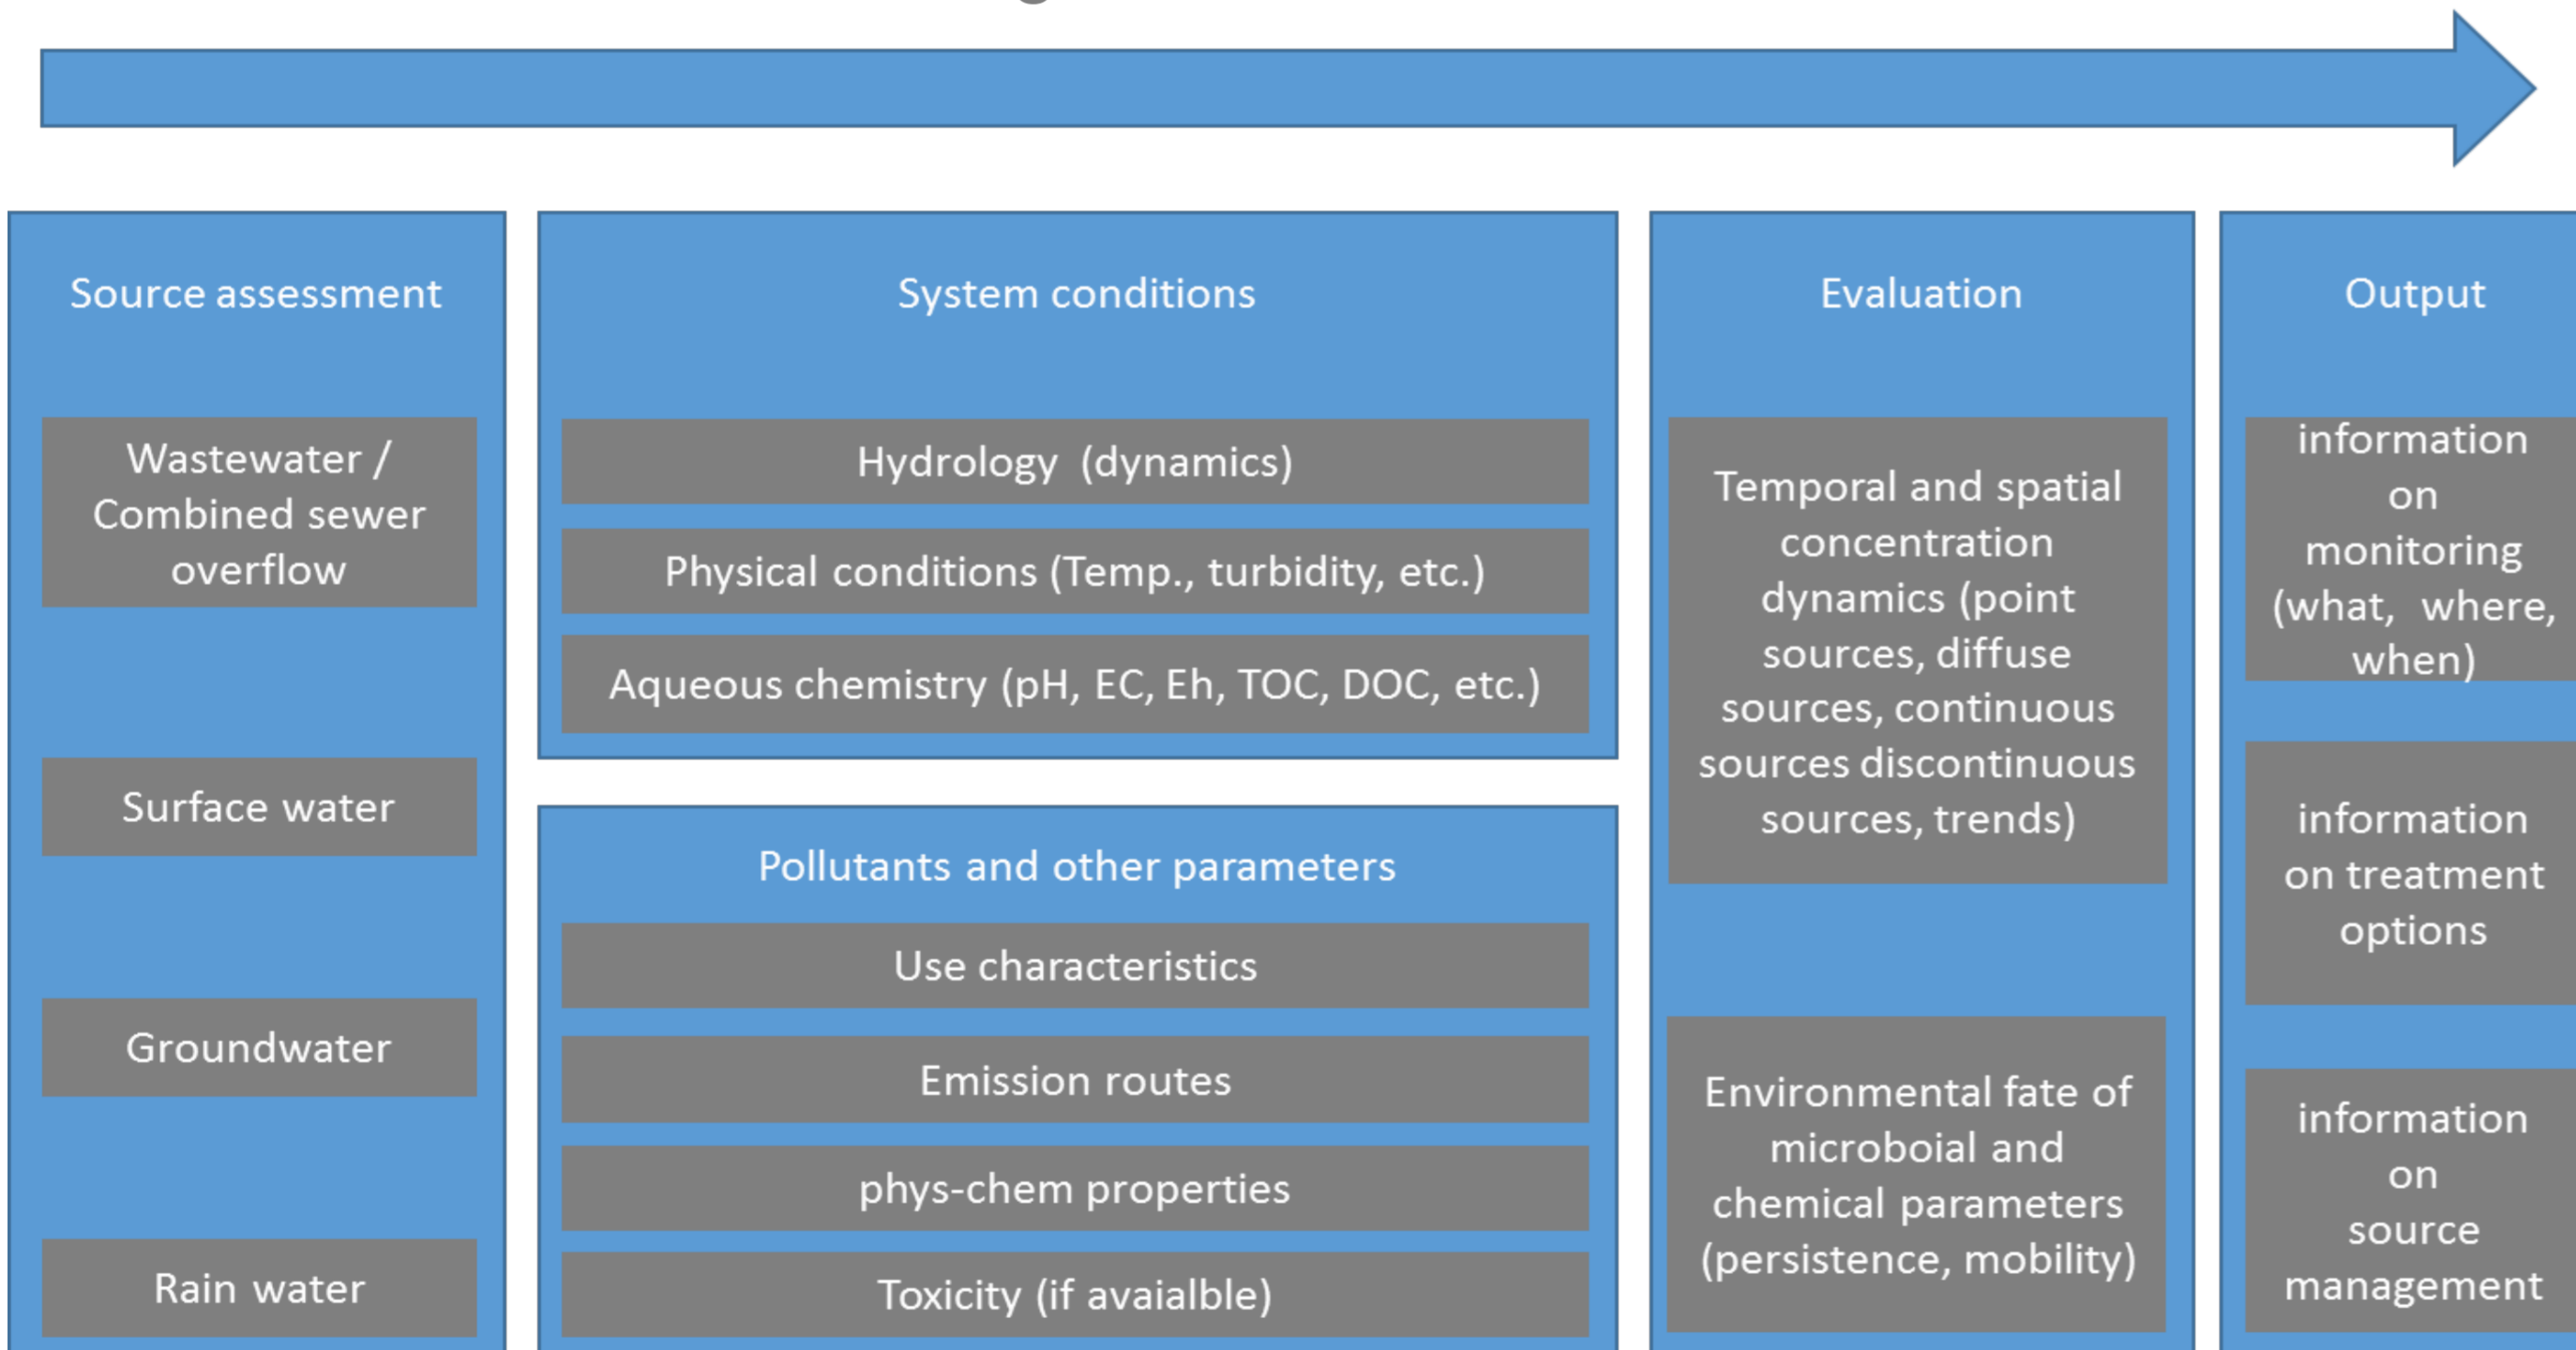 Source assessment
Wastewater /
Combined sewer
overflow
Surface water
Groundwater
Rain water
System conditions
Hydrology (dynamics)
Physical conditions (Temp., turbidity, etc.)
Aqueous chemistry (pH, EC, Eh, TOC, DOC, etc.)
Pollutants and other parameters
Use characteristics
Emission routes
phys-chem properties
Toxicity (if avaialble)
Evaluation
Temporal and spatial
concentration
dynamics (point
sources, diffuse
sources, continuous
sources discontinuous
sources, trends)
Environmental fate of
microboial and
chemical parameters
(persistence, mobility)
Output
information
on
monitoring
(what, where,
when)
information
on treatment
options
information
on
source
management